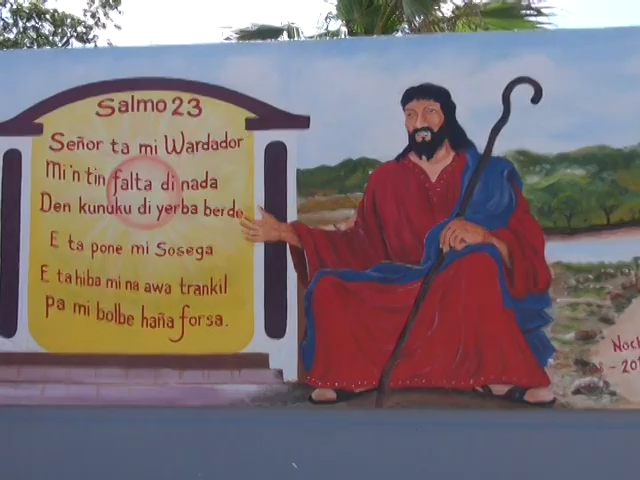 Salmo 23
Señor ta mi Wardador
Mi'n tin falta di nada
Den kunuku di yerba berde
E ta pone mi Sosega
E ta hiba mi na awa trankil
pa mi bolbe haña forsa.